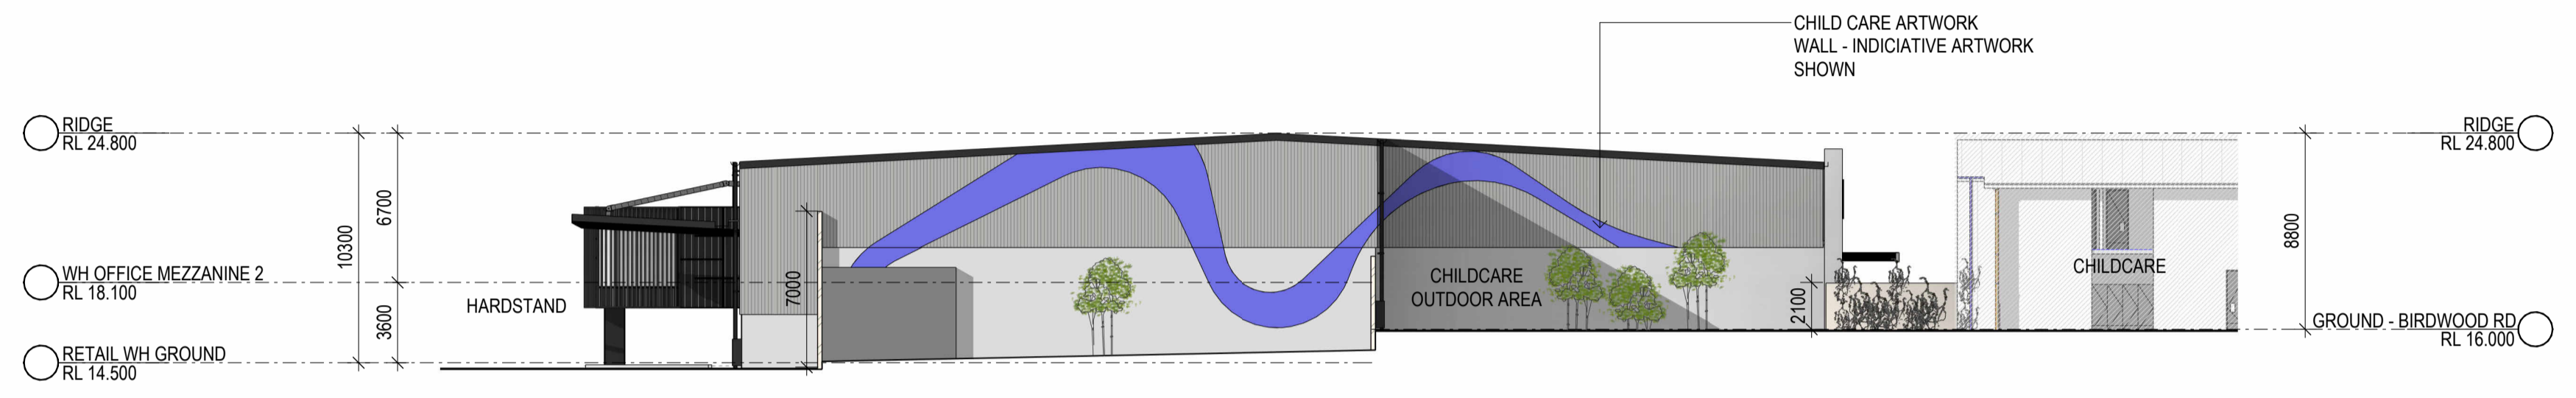 CHILD CARE ARTWORK
WALL - INDICIATIVE ARTWORK
SHOWN
RIDGE
RL 24.800
RIDGE
RL 24.800
6700
10300
8800
WH OFFICE MEZZANINE 2
RL 18.100
7000
CHILDCARE
OUTDOOR AREA
CHILDCARE
HARDSTAND
2100
3600
GROUND - BIRDWOOD RD
RL 16.000
RETAIL WH GROUND
RL 14.500